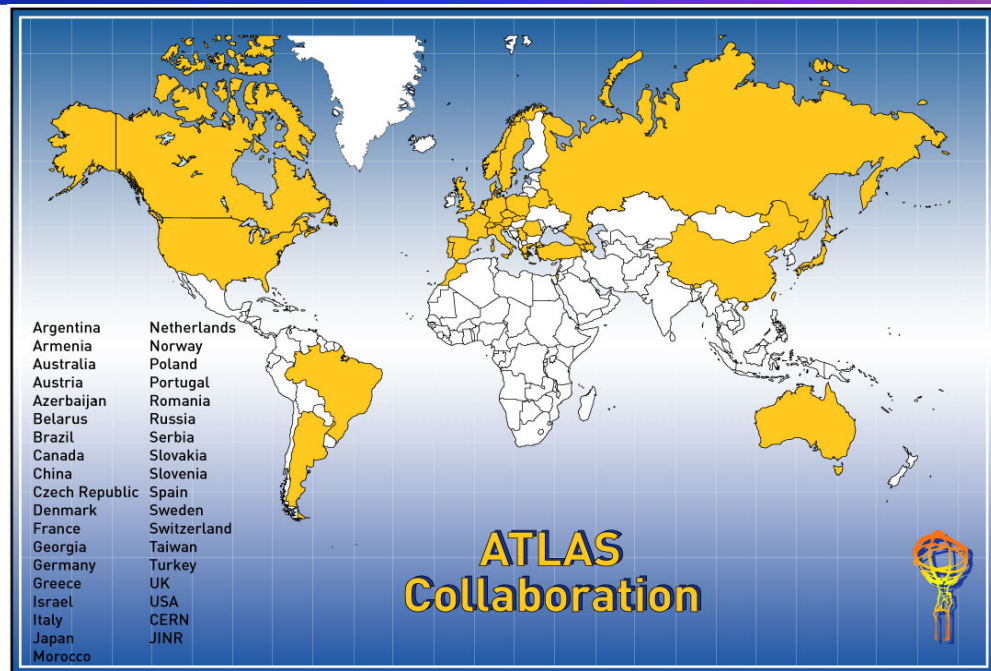 Argentina
Armenia
Australia
Austria
Azerbaijan
Belarus
Brazil
Canada
China
Czech Republic
Denmark
France
Georgia
Germany
Greece
Israel
Italy
Japan
Morocco
Netherlands
Norway
Poland
Portugal
Romania
Russia
Serbia
Slovakia
Slovenia
Spain
Sweden
Switzerland
Taiwan
Turkey
UK
USA
CERN
JINR
ATLAS
Collaboration